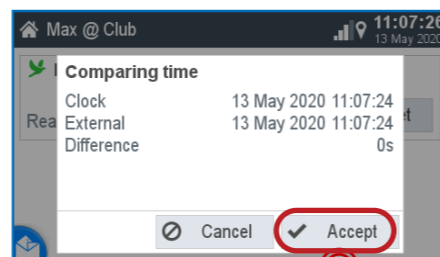 Max @ Club
11:07:26
13 May 2020
Comparing time
Clock 13 May 2020 11:07:24
External 13 May 2020 11:07:24
Difference 0s
Cancel
Accept